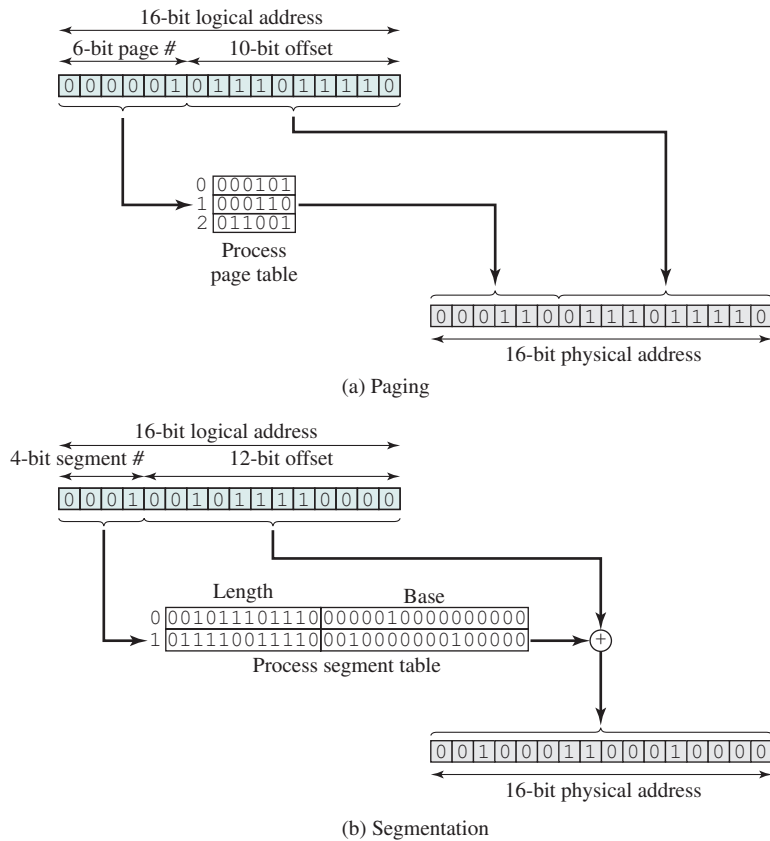 16-bit logical address
6-bit page # 10-bit offset
0 0 0 0 0 1 0 1 1 1 0 1 1 1 1 0
0 000101
1 000110
2 011001
Process
page table
0 0 0 1 1 0 0 1 1 1 0 1 1 1 1 0
16-bit physical address
(a) Paging
16-bit logical address
4-bit segment # 12-bit offset
0 0 0 1 0 0 1 0 1 1 1 1 0 0 0 0
Length Base
0 001011101110 0000010000000000
1 011110011110 0010000000100000
Process segment table
+
0 0 1 0 0 0 1 1 0 0 0 1 0 0 0 0
16-bit physical address
(b) Segmentation